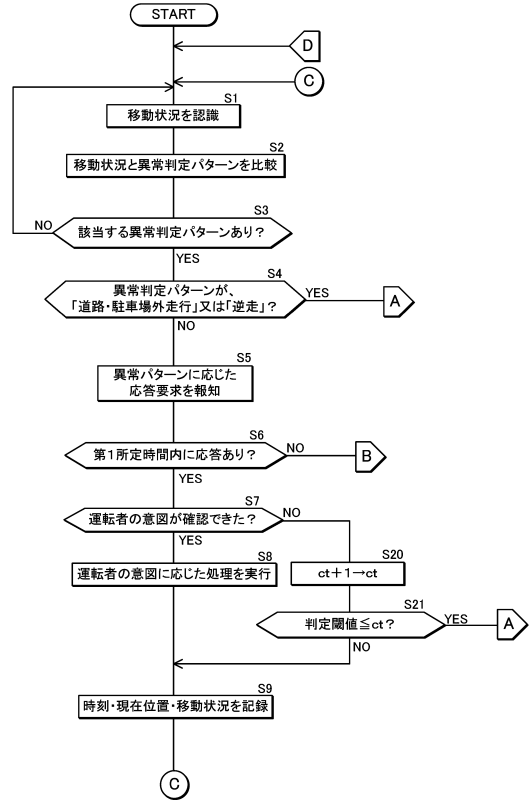 START
D
C
S1
移動状況を認識
S2
移動状況と異常判定パターンを比較
S3
NO
該当する異常判定パターンあり？
YES
S4
異常判定パターンが、
「道路・駐車場外走行」又は「逆走」？
YES
A
NO
S5
異常パターンに応じた
応答要求を報知
S6
第１所定時間内に応答あり？
NO
B
YES
S7
運転者の意図が確認できた？
NO
YES
S8
運転者の意図に応じた処理を実行
S20
ct＋1→ct
S21
判定閾値≦ct？
YES
A
NO
S9
時刻・現在位置・移動状況を記録
C